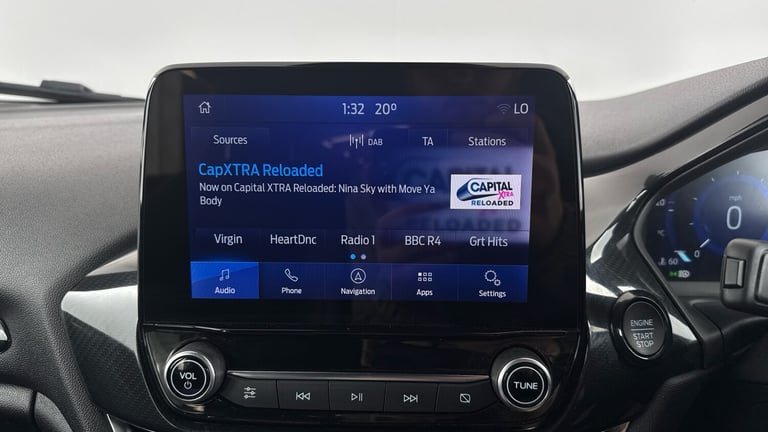 1:32 20° LO
Sources DAB TA Stations
CapXTRA Reloaded
Now on Capital XTRA Reloaded: Nina Sky with Move Ya
Body
CAPITAL
XTRA
RELOADED
Virgin HeartDnc Radio 1 BBC R4 Grt Hits
Audio Phone Navigation Apps Settings
VOL
TUNE
ENGINE
START
STOP
mph
0
60